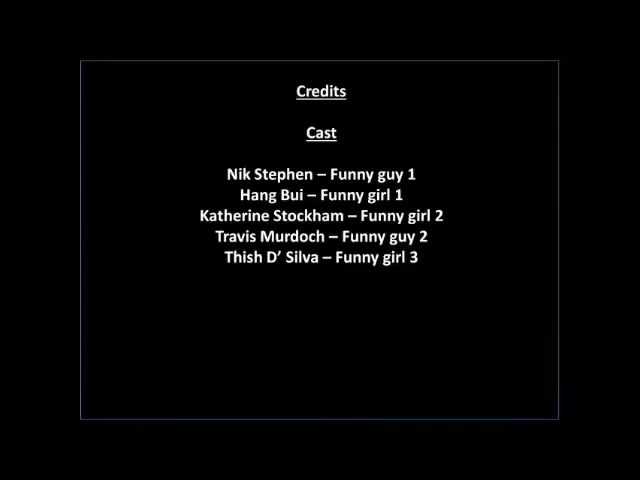 Credits
Cast
Nik Stephen – Funny guy 1
Hang Bui – Funny girl 1
Katherine Stockham – Funny girl 2
Travis Murdoch – Funny guy 2
Thish D’ Silva – Funny girl 3